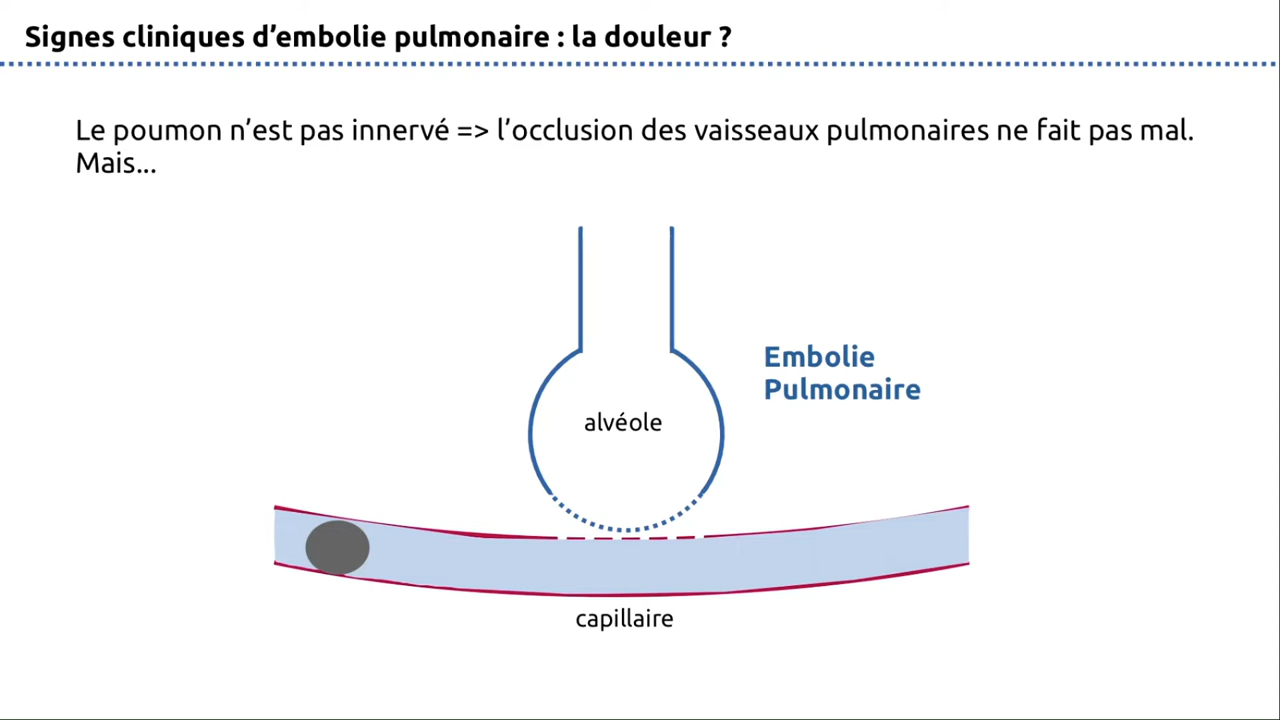 Signes cliniques d’embolie pulmonaire : la douleur ?
Le poumon n’est pas innervé => l’occlusion des vaisseaux pulmonaires ne fait pas mal.
Mais...
Embolie
Pulmonaire
alvéole
capillaire